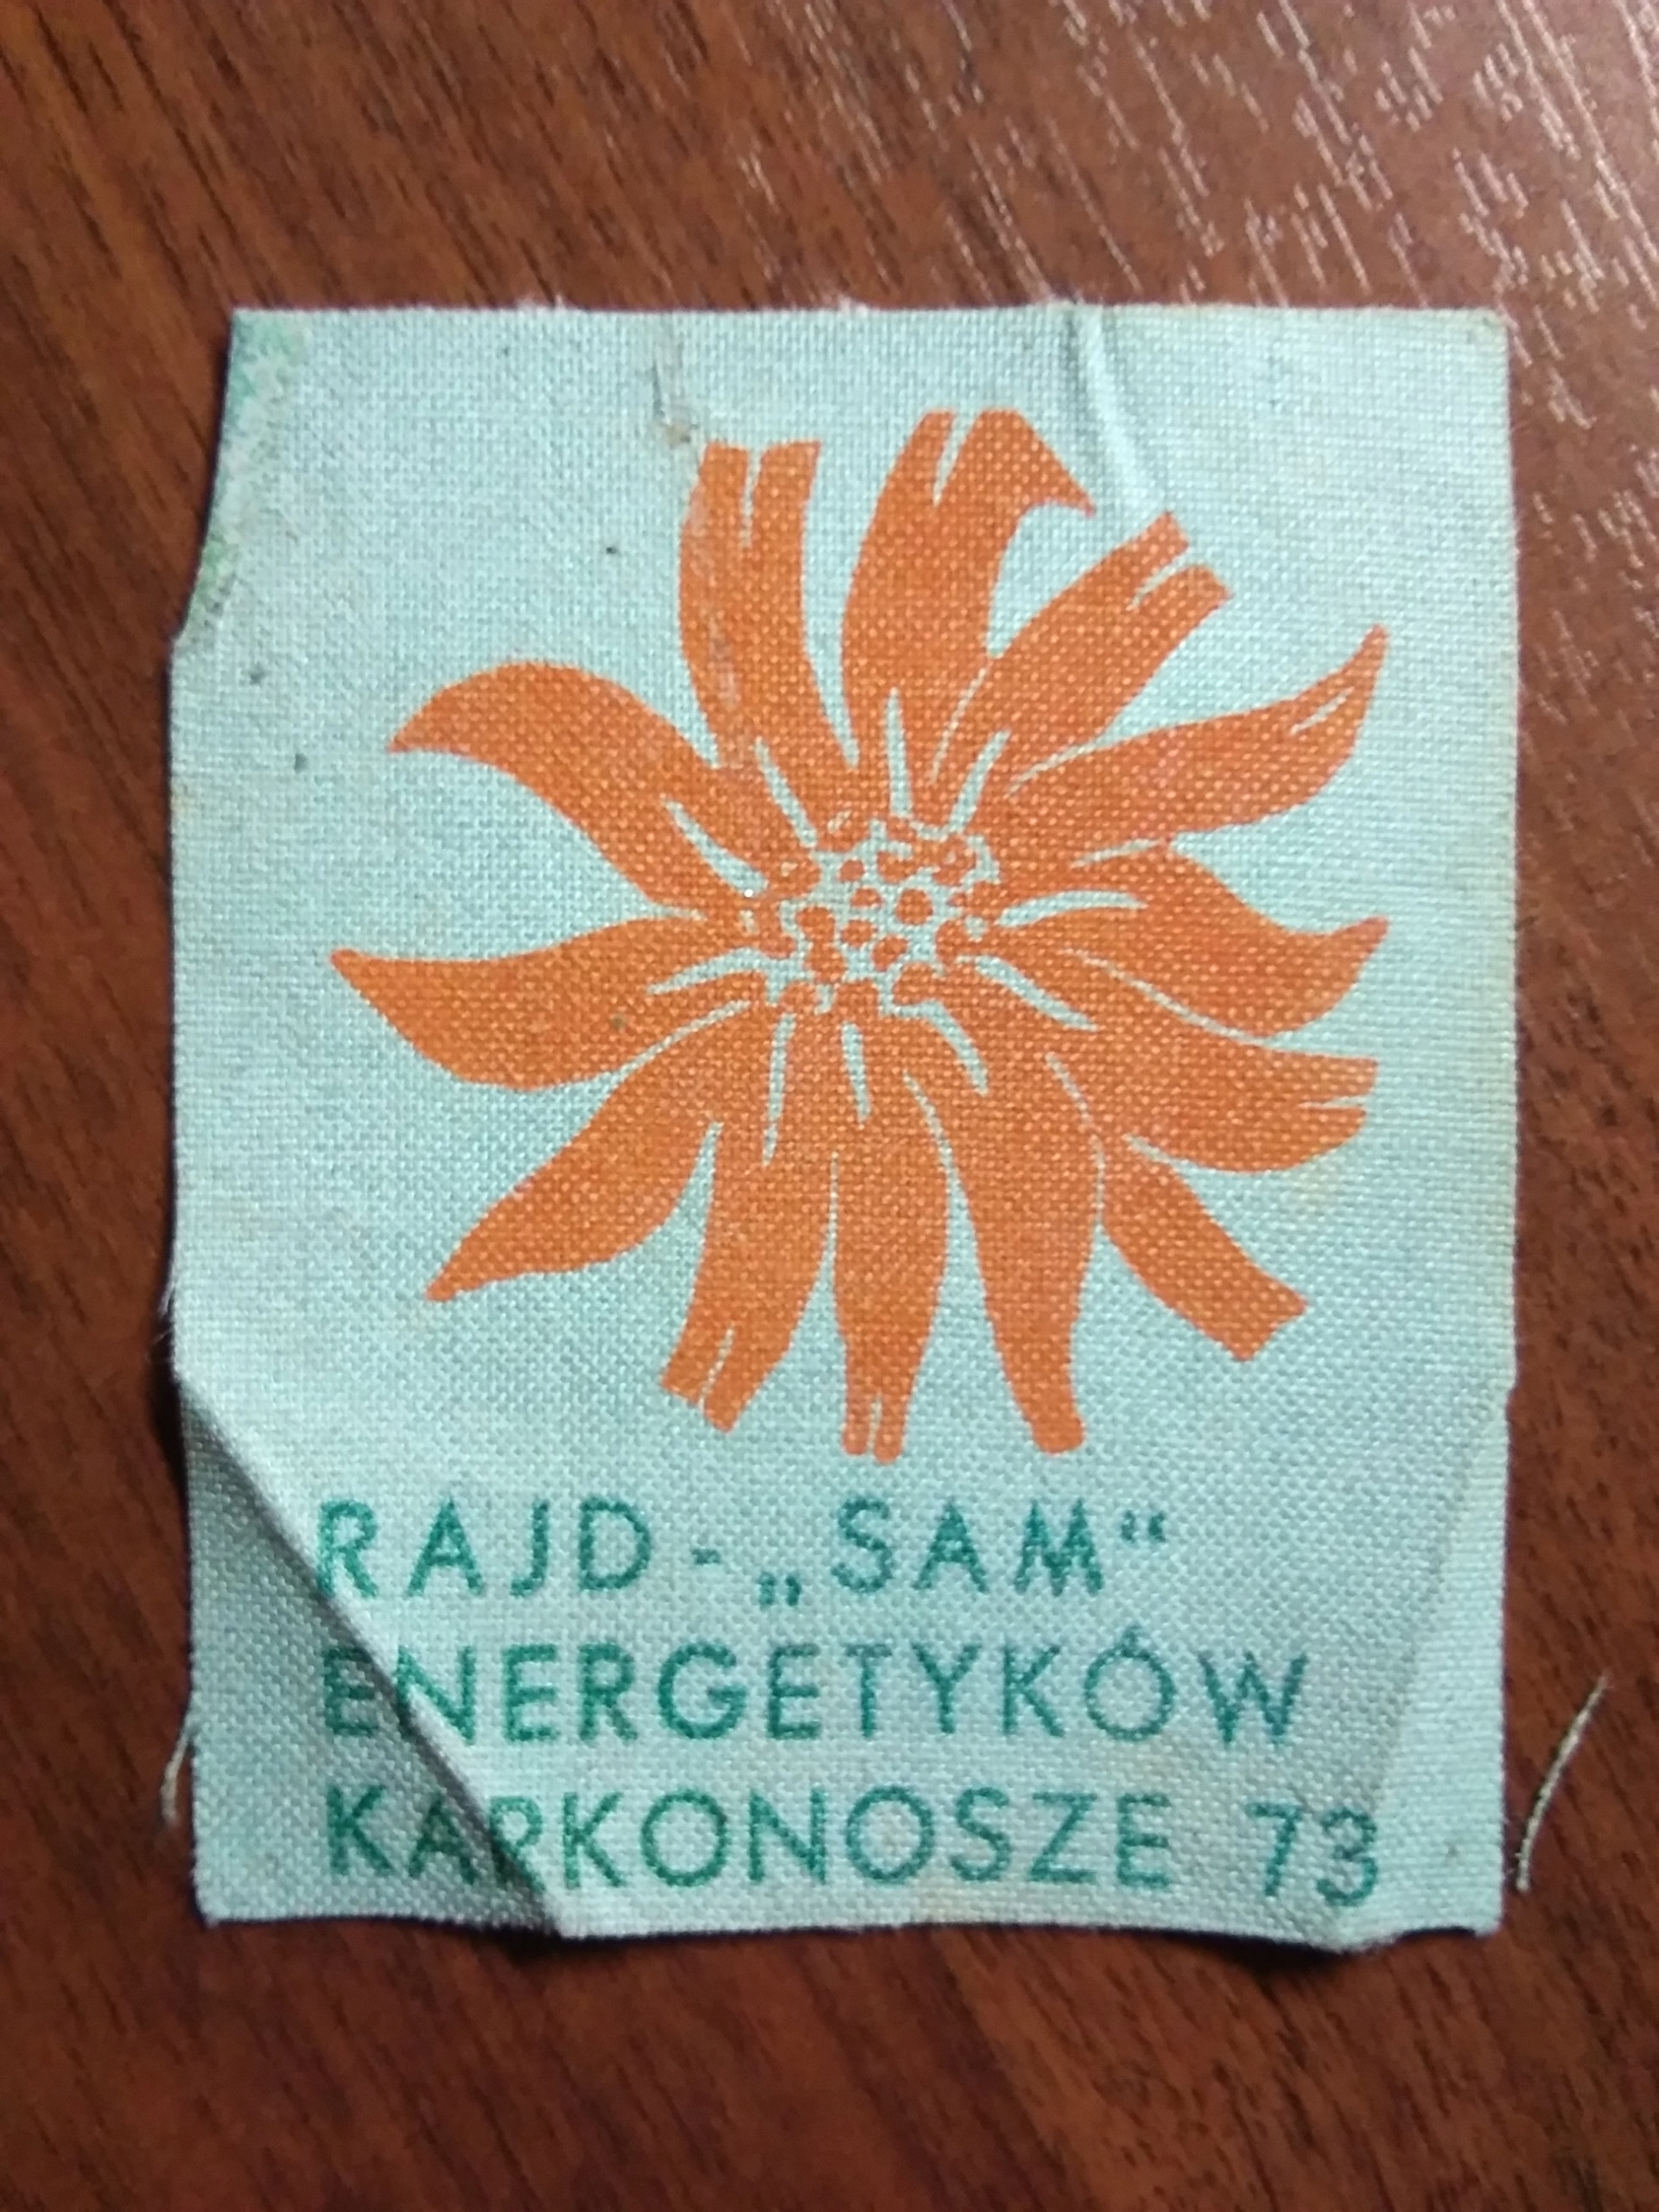 RAJD - „SAM“
ENERGETYKÓW
KARKONOSZE 73